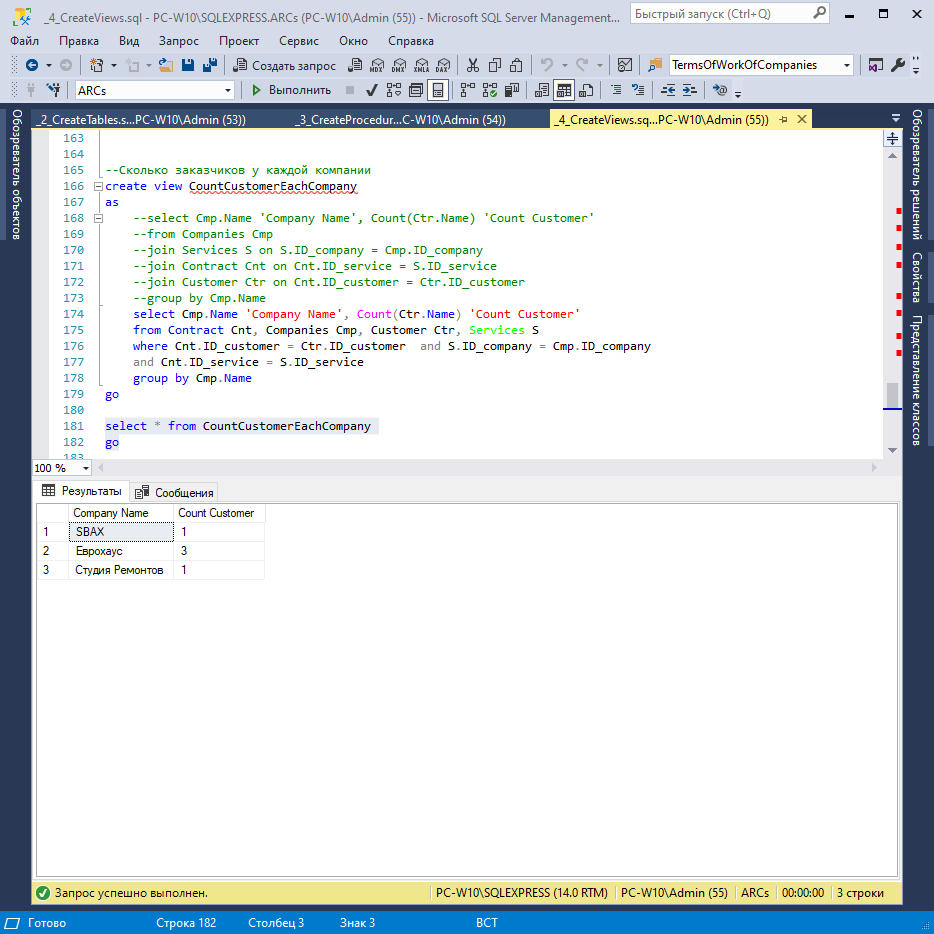 _4_CreateViews.sql - PC-W10\SQLEXPRESS.ARCs (PC-W10\Admin (55)) - Microsoft SQL Server Management...
Быстрый запуск (Ctrl+Q)
Файл Правка Вид Запрос Проект Сервис Окно Справка
Создать запрос MDX DMX XMLA DAX TermsOfWorkOfCompanies
ARCs Выполнить
_2_CreateTables.s...PC-W10\Admin (53))
_3_CreateProcedur...C-W10\Admin (54))
_4_CreateViews.sq...PC-W10\Admin (55))
Обозреватель объектов
Обозреватель решений
Свойства
Представление классов
163
164
165 --Сколько заказчиков у каждой компании
166 create view CountCustomerEachCompany
167 as
168 --select Cmp.Name 'Company Name', Count(Ctr.Name) 'Count Customer'
169 --from Companies Cmp
170 --join Services S on S.ID_company = Cmp.ID_company
171 --join Contract Cnt on Cnt.ID_service = S.ID_service
172 --join Customer Ctr on Cnt.ID_customer = Ctr.ID_customer
173 --group by Cmp.Name
174 select Cmp.Name 'Company Name', Count(Ctr.Name) 'Count Customer'
175 from Contract Cnt, Companies Cmp, Customer Ctr, Services S
176 where Cnt.ID_customer = Ctr.ID_customer and S.ID_company = Cmp.ID_company
177 and Cnt.ID_service = S.ID_service
178 group by Cmp.Name
179 go
180
181 select * from CountCustomerEachCompany
182 go
183
100 %
Результаты Сообщения
Company Name Count Customer
1 SBAX 1
2 Еврохаус 3
3 Студия Ремонтов 1
Запрос успешно выполнен. PC-W10\SQLEXPRESS (14.0 RTM) PC-W10\Admin (55) ARCs 00:00:00 3 строки
Готово Строка 182 Столбец 3 Знак 3 ВСТ